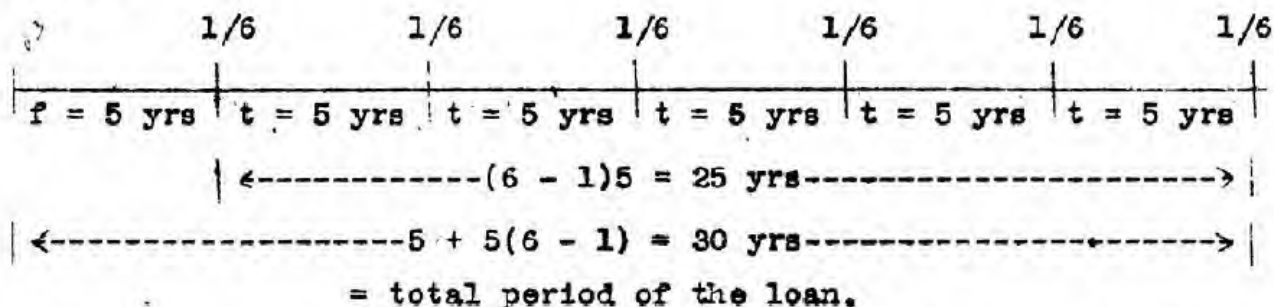 1/6 1/6 1/6 1/6 1/6 1/6
f = 5 yrs t = 5 yrs t = 5 yrs t = 5 yrs t = 5 yrs t = 5 yrs
<-----------(6 - 1)5 = 25 yrs---------------------->
<------------------5 + 5(6 - 1) = 30 yrs---------------------->
= total period of the loan.